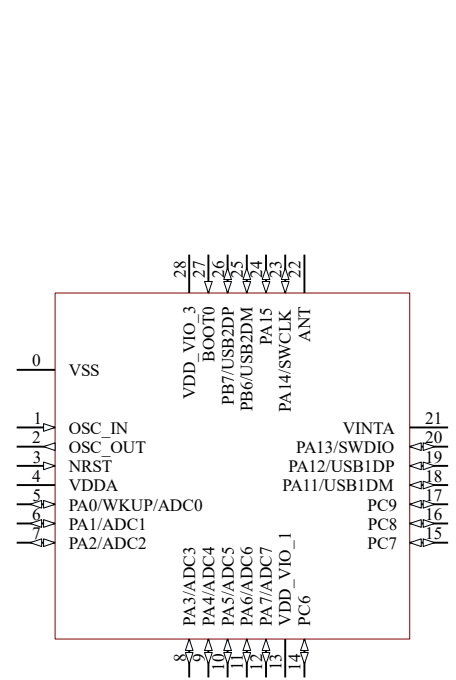 28
27
26
25
24
23
22
VDD_VIO_3
BOOT0
PB7/USB2DP
PB6/USB2DM
PA15
PA14/SWCLK
ANT
0 VSS
1 OSC_IN
2 OSC_OUT
3 NRST
4 VDDA
5 PA0/WKUP/ADC0
6 PA1/ADC1
7 PA2/ADC2
VINTA 21
PA13/SWDIO 20
PA12/USB1DP 19
PA11/USB1DM 18
PC9 17
PC8 16
PC7 15
PA3/ADC3
PA4/ADC4
PA5/ADC5
PA6/ADC6
PA7/ADC7
VDD_VIO_1
PC6
8
9
10
11
12
13
14